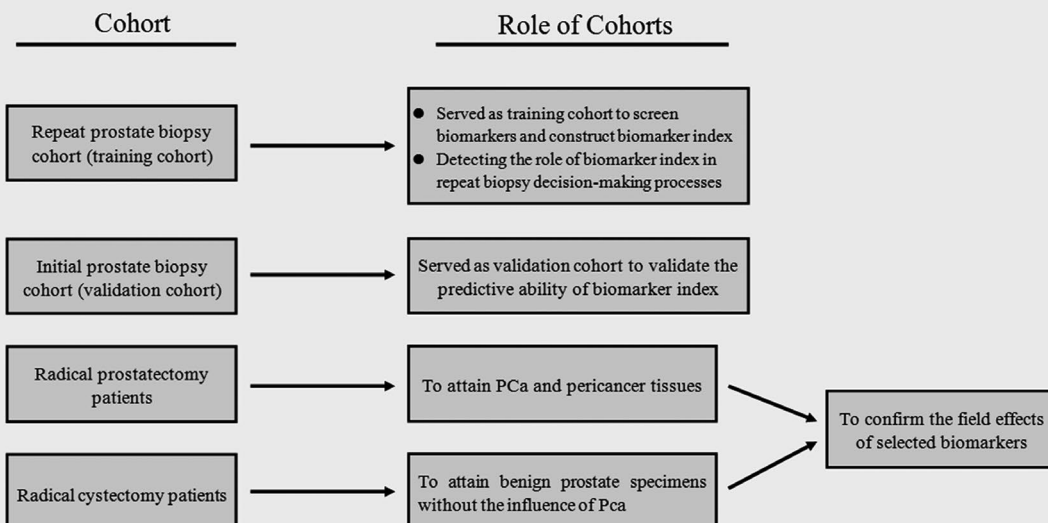 Cohort
Role of Cohorts
Repeat prostate biopsy
cohort (training cohort)
● Served as training cohort to screen
biomarkers and construct biomarker index
● Detecting the role of biomarker index in
repeat biopsy decision-making processes
Initial prostate biopsy
cohort (validation cohort)
Served as validation cohort to validate the
predictive ability of biomarker index
Radical prostatectomy
patients
To attain PCa and pericancer tissues
Radical cystectomy patients
To attain benign prostate specimens
without the influence of Pca
To confirm the field effects
of selected biomarkers